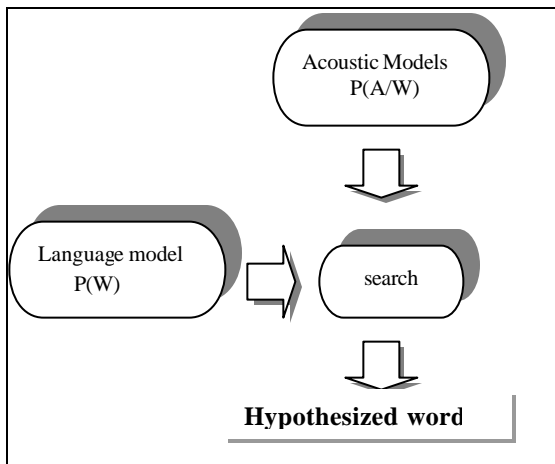 Acoustic Models
P(A/W)
Language model
P(W)
search
Hypothesized word